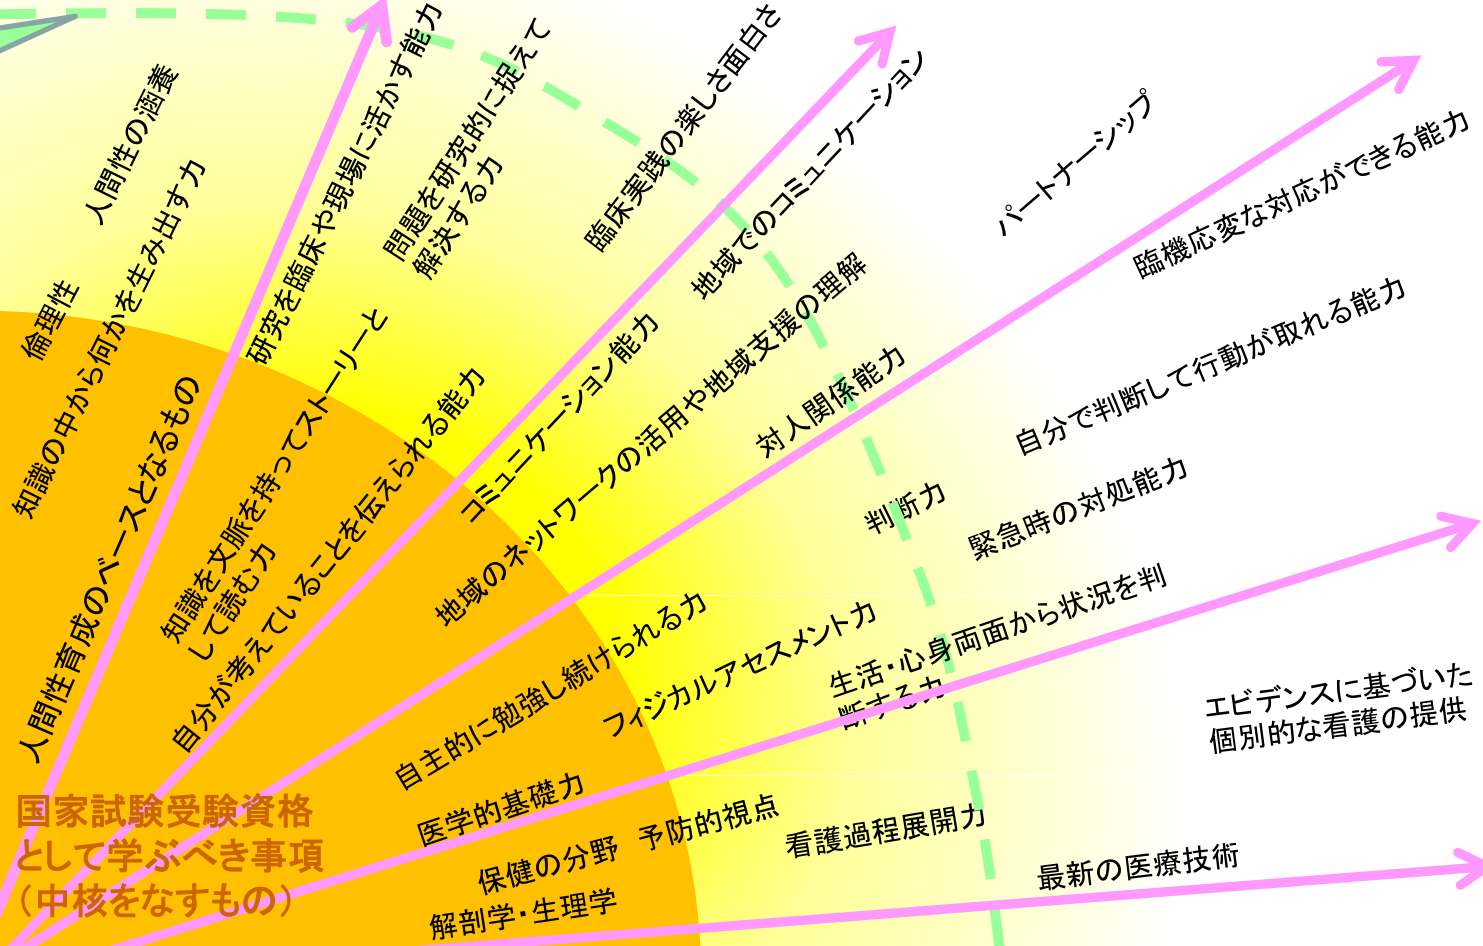 人間性の涵養
倫理性
知識の中から何かを生み出す力
人間性育成のベースとなるもの
研究を臨床や現場に活かす能力
問題を研究的に捉えて
解決する力
臨床実践の楽しさ面白さ
知識を文脈を持ってストーリーと
して読む力
自分が考えていることを伝えられる能力
コミュニケーション能力
地域でのコミュニケーション
地域のネットワークの活用や地域支援の理解
パートナーシップ
対人関係能力
臨機応変な対応ができる能力
自分で判断して行動が取れる能力
判断力
緊急時の対処能力
自主的に勉強し続けられる力
フィジカルアセスメント力
生活・心身両面から状況を判
断する力
エビデンスに基づいた
個別的な看護の提供
医学的基礎力
保健の分野　予防的視点
看護過程展開力
解剖学・生理学
最新の医療技術
国家試験受験資格
として学ぶべき事項
（中核をなすもの）